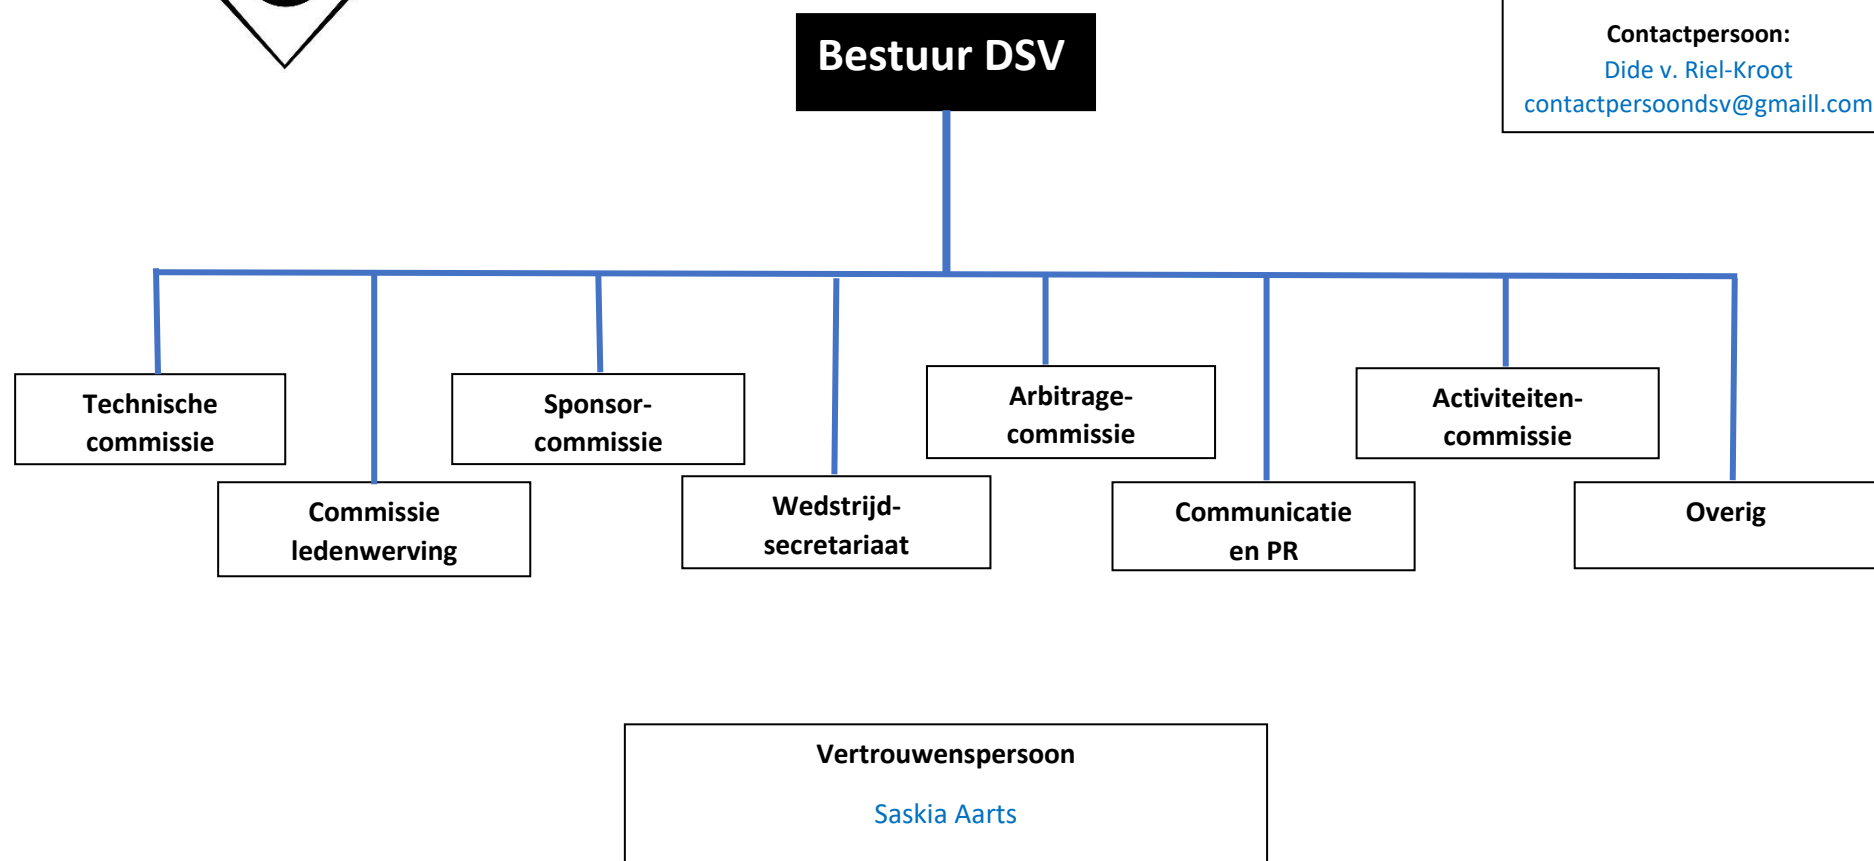 Bestuur DSV
Contactpersoon:
Dide v. Riel-Kroot
contactpersoondsv@gmaill.com
Technische
commissie
Sponsor-
commissie
Arbitrage-
commissie
Activiteiten-
commissie
Commissie
ledenwerving
Wedstrijd-
secretariaat
Communicatie
en PR
Overig
Vertrouwenspersoon
Saskia Aarts